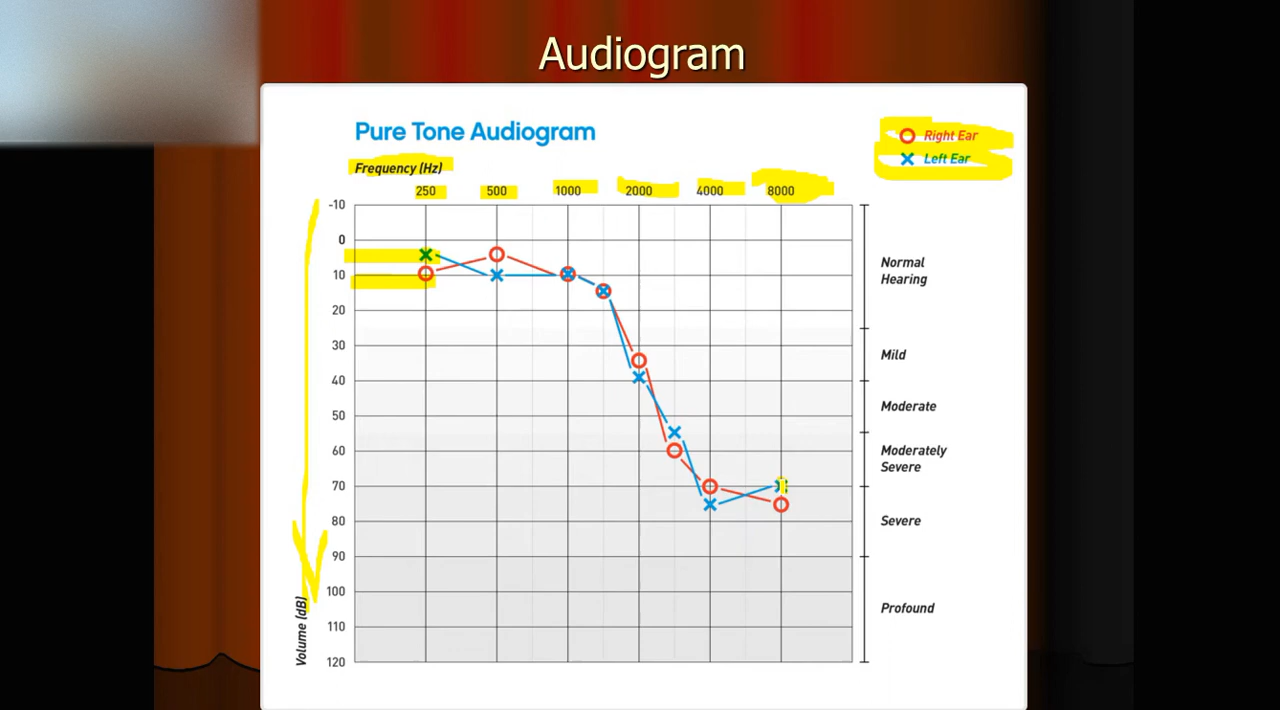 Audiogram
Pure Tone Audiogram
Right Ear
Left Ear
Frequency (Hz)
250 500 1000 2000 4000 8000
-10
0
10
20
30
40
50
60
70
80
90
100
110
120
Volume (dB)
Normal
Hearing
Mild
Moderate
Moderately
Severe
Severe
Profound